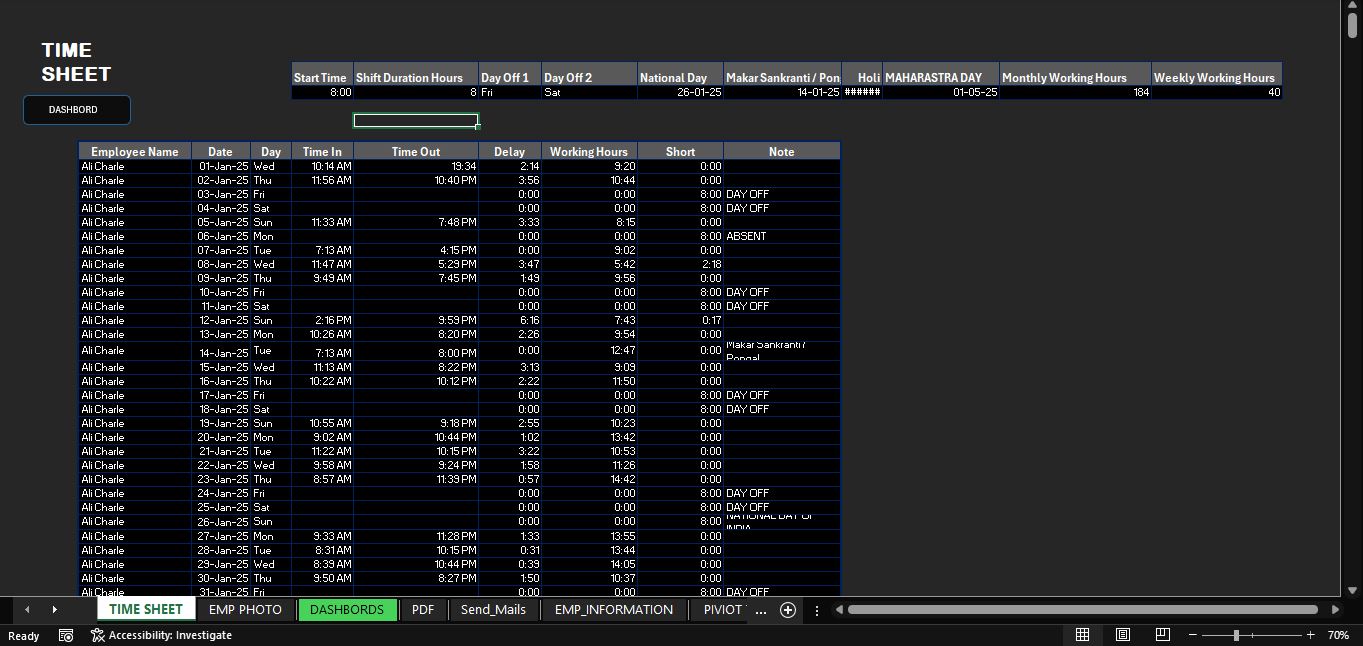 TIME
SHEET
DASHBORD
Start Time Shift Duration Hours Day Off 1 Day Off 2 National Day Makar Sankranti / Pon Holi MAHARASTRA DAY Monthly Working Hours Weekly Working Hours
8:00 8 Fri Sat 26-01-25 14-01-25 ###### 01-05-25 184 40
Employee Name Date Day Time In Time Out Delay Working Hours Short Note
Ali Charle 01-Jan-25 Wed 10:14 AM 19:34 2:14 9:20 0:00
Ali Charle 02-Jan-25 Thu 11:56 AM 10:40 PM 3:56 10:44 0:00
Ali Charle 03-Jan-25 Fri 0:00 0:00 8:00 DAY OFF
Ali Charle 04-Jan-25 Sat 0:00 0:00 8:00 DAY OFF
Ali Charle 05-Jan-25 Sun 11:33 AM 7:48 PM 3:33 8:15 0:00
Ali Charle 06-Jan-25 Mon 0:00 0:00 8:00 ABSENT
Ali Charle 07-Jan-25 Tue 7:13 AM 4:15 PM 0:00 9:02 0:00
Ali Charle 08-Jan-25 Wed 11:47 AM 5:29 PM 3:47 5:42 2:18
Ali Charle 09-Jan-25 Thu 9:49 AM 7:45 PM 1:49 9:56 0:00
Ali Charle 10-Jan-25 Fri 0:00 0:00 8:00 DAY OFF
Ali Charle 11-Jan-25 Sat 0:00 0:00 8:00 DAY OFF
Ali Charle 12-Jan-25 Sun 2:16 PM 9:59 PM 6:16 7:43 0:17
Ali Charle 13-Jan-25 Mon 10:26 AM 8:20 PM 2:26 9:54 0:00
Ali Charle 14-Jan-25 Tue 7:13 AM 8:00 PM 0:00 12:47 0:00 Makar Sankranti /
Pongal
Ali Charle 15-Jan-25 Wed 11:13 AM 8:22 PM 3:13 9:09 0:00
Ali Charle 16-Jan-25 Thu 10:22 AM 10:12 PM 2:22 11:50 0:00
Ali Charle 17-Jan-25 Fri 0:00 0:00 8:00 DAY OFF
Ali Charle 18-Jan-25 Sat 0:00 0:00 8:00 DAY OFF
Ali Charle 19-Jan-25 Sun 10:55 AM 9:18 PM 2:55 10:23 0:00
Ali Charle 20-Jan-25 Mon 9:02 AM 10:44 PM 1:02 13:42 0:00
Ali Charle 21-Jan-25 Tue 11:22 AM 10:15 PM 3:22 10:53 0:00
Ali Charle 22-Jan-25 Wed 9:58 AM 9:24 PM 1:58 11:26 0:00
Ali Charle 23-Jan-25 Thu 8:57 AM 11:39 PM 0:57 14:42 0:00
Ali Charle 24-Jan-25 Fri 0:00 0:00 8:00 DAY OFF
Ali Charle 25-Jan-25 Sat 0:00 0:00 8:00 DAY OFF
Ali Charle 26-Jan-25 Sun 0:00 0:00 8:00 NATIONAL DAY OF
INDIA
Ali Charle 27-Jan-25 Mon 9:33 AM 11:28 PM 1:33 13:55 0:00
Ali Charle 28-Jan-25 Tue 8:31 AM 10:15 PM 0:31 13:44 0:00
Ali Charle 29-Jan-25 Wed 8:39 AM 10:44 PM 0:39 14:05 0:00
Ali Charle 30-Jan-25 Thu 9:50 AM 8:27 PM 1:50 10:37 0:00
Ali Charle 31-Jan-25 Fri 0:00 0:00 8:00 DAY OFF
TIME SHEET EMP PHOTO DASHBORDS PDF Send_Mails EMP_INFORMATION PIVIOT ...
Ready Accessibility: Investigate 70%